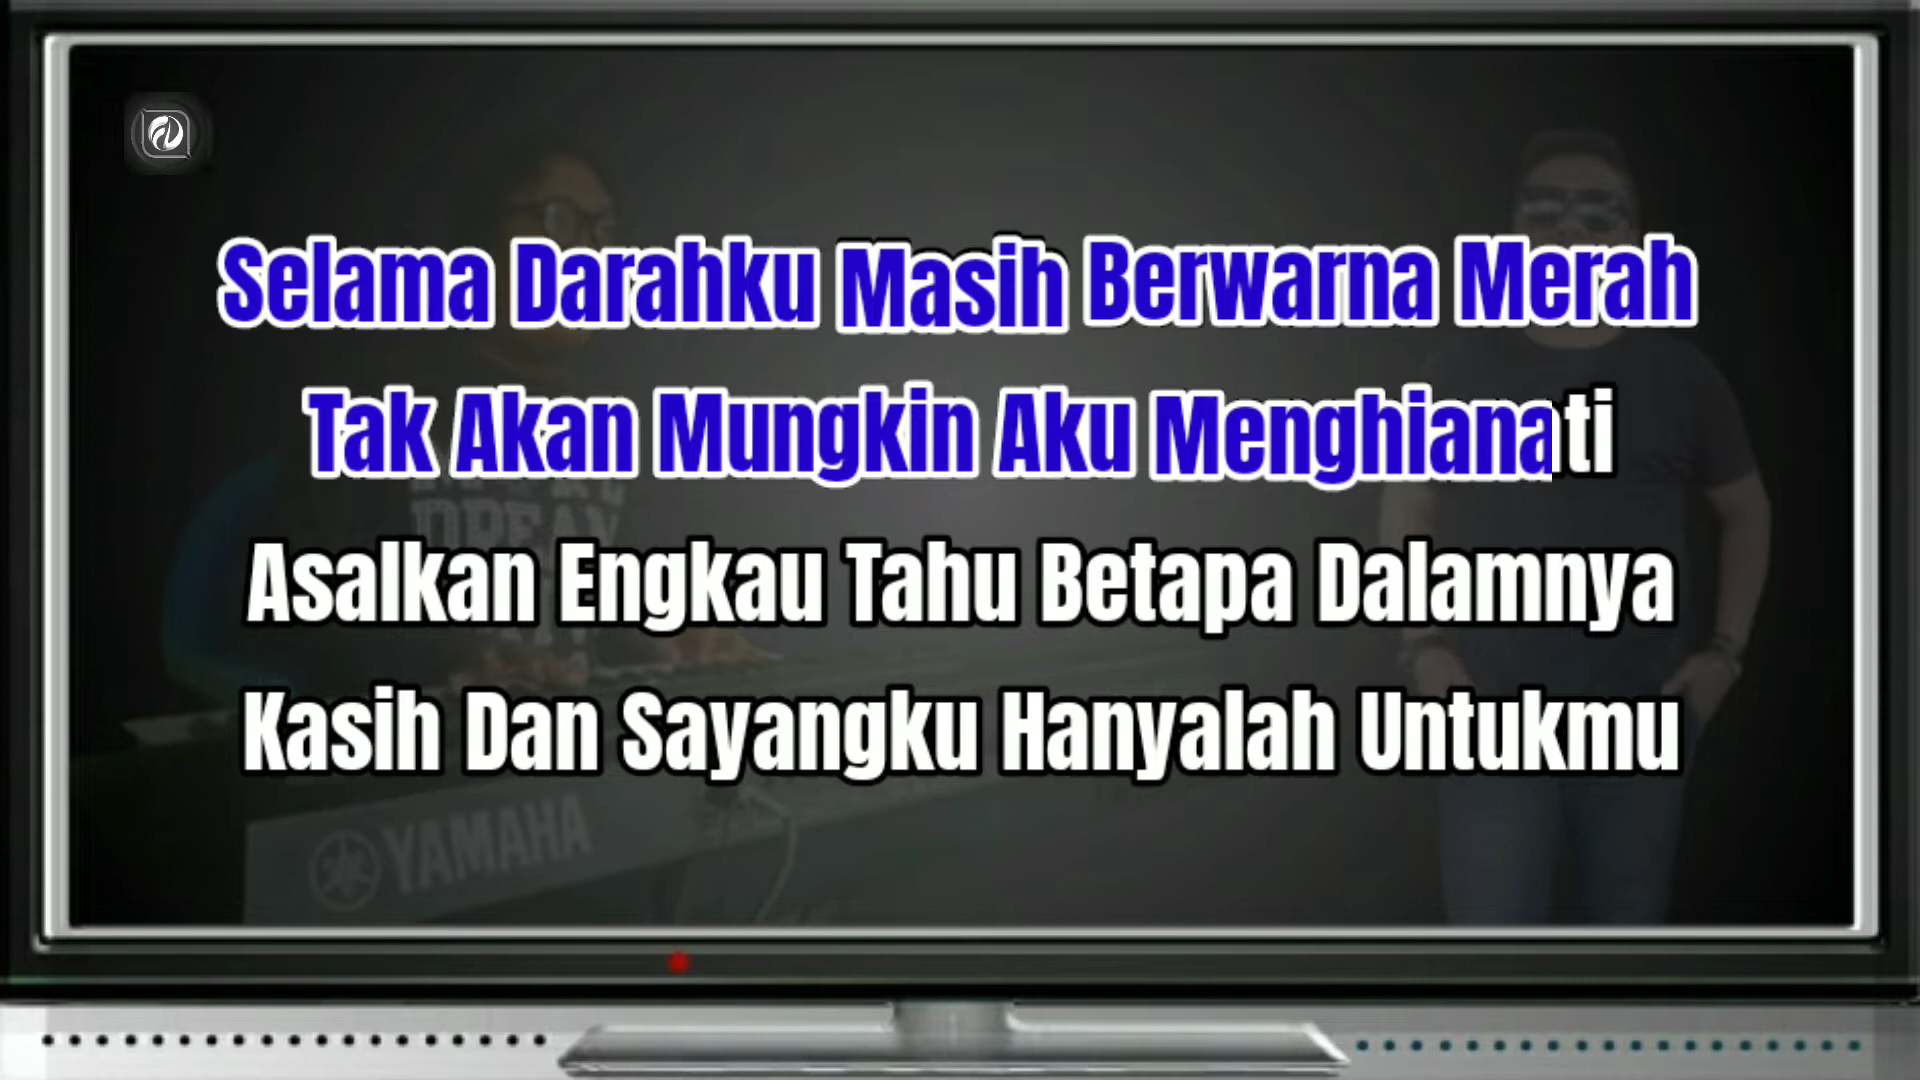 Selama Darahku Masih Berwarna Merah
Tak Akan Mungkin Aku Menghianati
Asalkan Engkau Tahu Betapa Dalamnya
Kasih Dan Sayangku Hanyalah Untukmu
YAMAHA